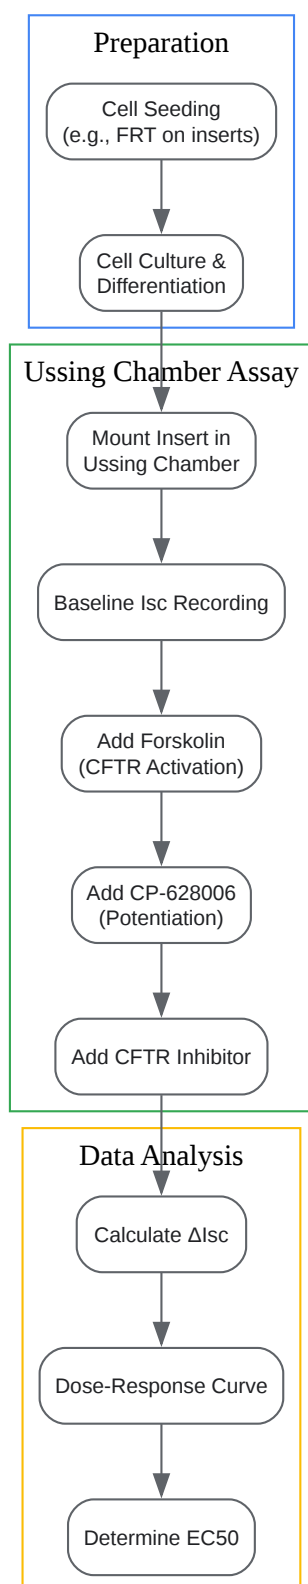 Preparation
Cell Seeding
(e.g., FRT on inserts)
Cell Culture &
Differentiation
Ussing Chamber Assay
Mount Insert in
Ussing Chamber
Baseline Isc Recording
Add Forskolin
(CFTR Activation)
Add CP-628006
(Potentiation)
Add CFTR Inhibitor
Data Analysis
Calculate ΔIsc
Dose-Response Curve
Determine EC50